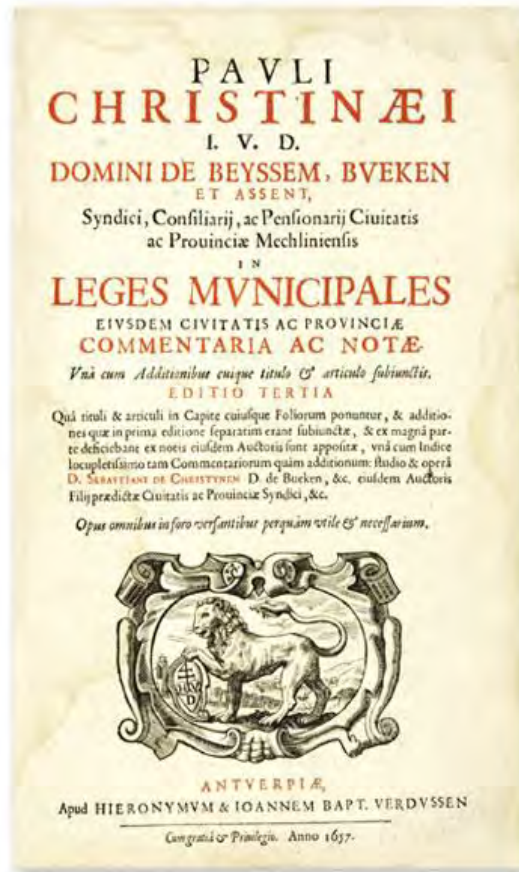 PAVLI
CHRISTINÆI
I. V. D.
DOMINI DE BEYSSEM, BVEKEN
ET ASSENT,
Syndici, Conſiliarij, ac Penſionarij Ciuitatis
ac Prouinciæ Mechlinienſis
IN
LEGES MVNICIPALES
EIVSDEM CIVITATIS AC PROVINCIÆ
COMMENTARIA AC NOTÆ.
Vnà cum Additionibus cuique titulo & articulo ſubiunctis.
EDITIO TERTIA
Quâ tituli & articuli in Capite cuiuſque Foliorum ponuntur, & additio-
nes quæ in prima editione ſeparatim erant ſubiunctæ, & ex magnâ par-
te deficiebant ex notis eiuſdem Auctoris ſunt appoſitæ, vnâ cum Indice
locupletiſſimo tam Commentariorum quàm additionum: ſtudio & operâ
D. SEBASTIANI DE CHRISTYNEN D. de Bueken, &c. eiuſdem Auctoris
Filij prædictæ Ciuitatis ac Prouinciæ Syndici, &c.
Opus omnibus in foro verſantibus perquàm vtile & neceſſarium.
D
ANTVERPIÆ,
Apud HIERONYMVM & IOANNEM BAPT. VERDVSSEN
Cum gratiâ & Priuilegio. Anno 1657.